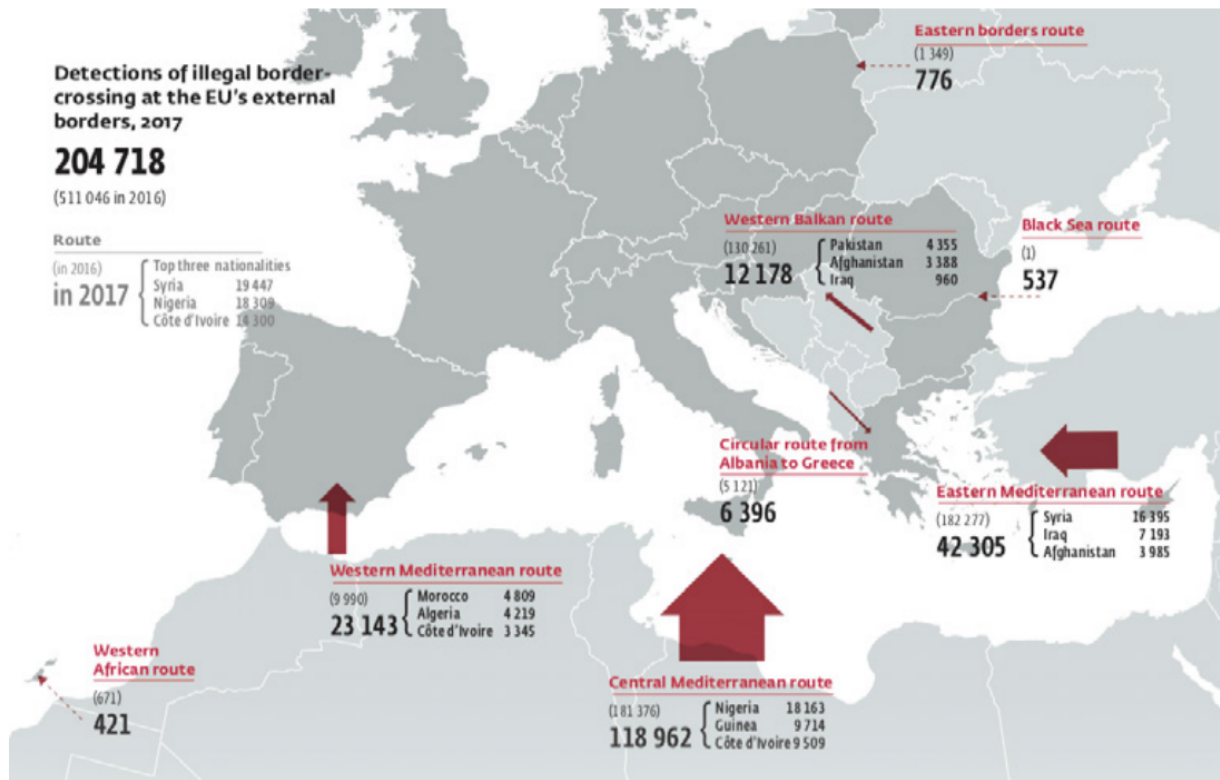 Detections of illegal border-
crossing at the EU's external
borders, 2017
204 718
(511 046 in 2016)
Route
(in 2016)
in 2017
Top three nationalities
Syria 19 447
Nigeria 18 309
Côte d'Ivoire 14 300
Eastern borders route
(1 349)
776
Western Balkan route
(130 261)
12 178
Pakistan 4 355
Afghanistan 3 388
Iraq 960
Black Sea route
(1)
537
Circular route from
Albania to Greece
(5 121)
6 396
Eastern Mediterranean route
(182 277)
42 305
Syria 16 395
Iraq 7 193
Afghanistan 3 985
Western Mediterranean route
(9 990)
23 143
Morocco 4 809
Algeria 4 219
Côte d'Ivoire 3 345
Western
African route
(671)
421
Central Mediterranean route
(181 376)
118 962
Nigeria 18 163
Guinea 9 714
Côte d'Ivoire 9 509